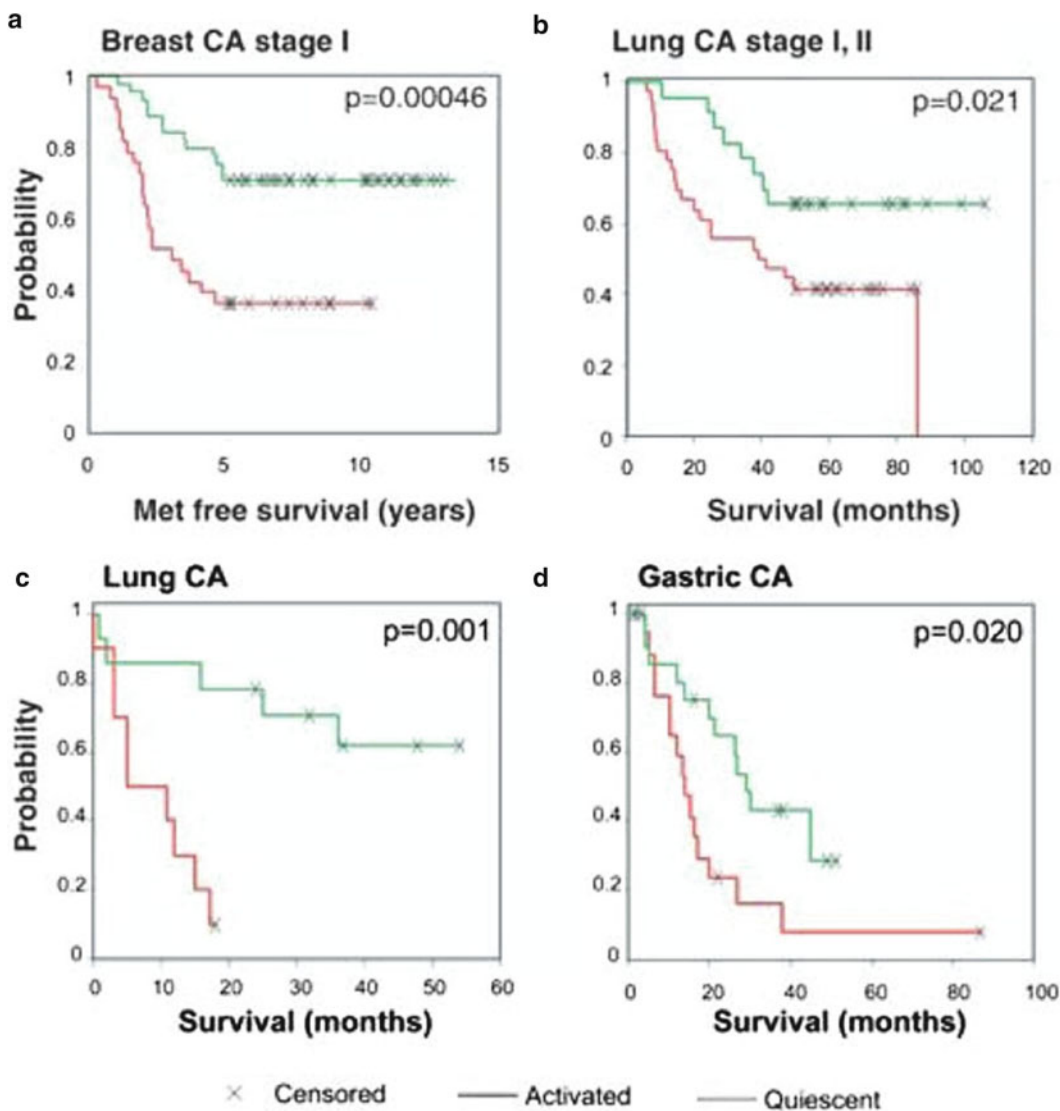 a
Breast CA stage I
p=0.00046
Probability
1
0.8
0.6
0.4
0.2
0
0 5 10 15
Met free survival (years)
b
Lung CA stage I, II
p=0.021
1
0.8
0.6
0.4
0.2
0
0 20 40 60 80 100 120
Survival (months)
c
Lung CA
p=0.001
Probability
1
0.8
0.6
0.4
0.2
0
0 10 20 30 40 50 60
Survival (months)
d
Gastric CA
p=0.020
1
0.8
0.6
0.4
0.2
0
0 20 40 60 80 100
Survival (months)
Censored Activated Quiescent